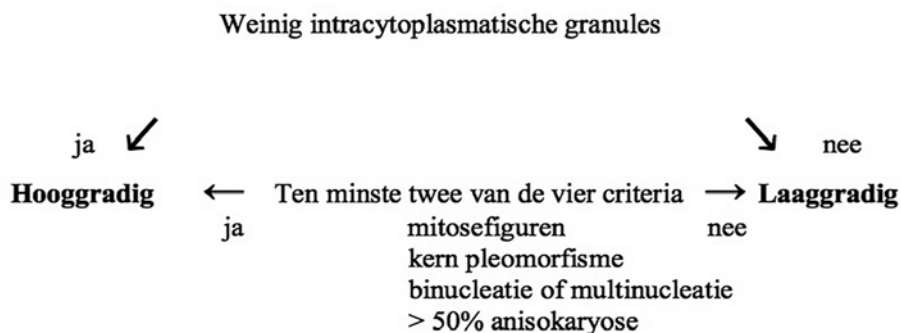 Weinig intracytoplasmatische granules
ja ↙ ↘ nee
Hooggradig ← Ten minste twee van de vier criteria → Laaggradig
ja mitosefiguren nee
kern pleomorfisme
binucleatie of multinucleatie
> 50% anisokaryose